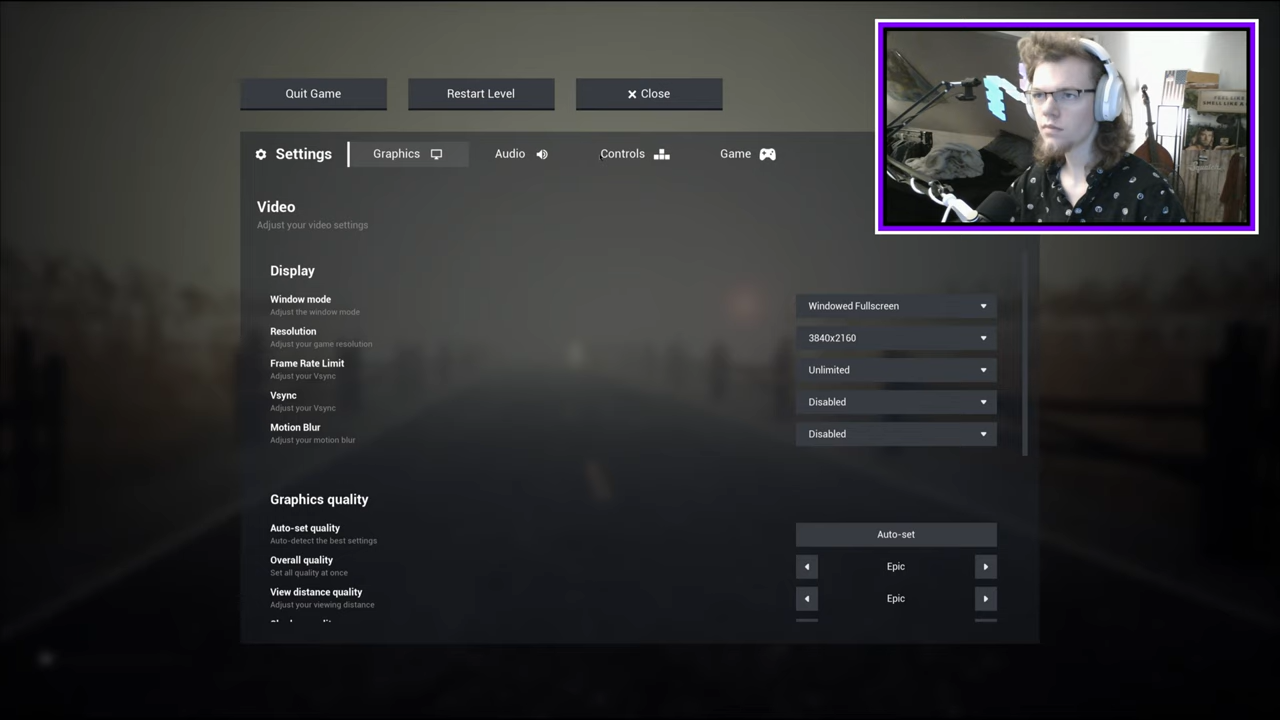 Quit Game
Restart Level
Close
Settings
Graphics
Audio
Controls
Game
Video
Adjust your video settings
Display
Window mode
Adjust the window mode
Windowed Fullscreen
Resolution
Adjust your game resolution
3840x2160
Frame Rate Limit
Adjust your Vsync
Unlimited
Vsync
Adjust your Vsync
Disabled
Motion Blur
Adjust your motion blur
Disabled
Graphics quality
Auto-set quality
Auto-detect the best settings
Auto-set
Overall quality
Set all quality at once
Epic
View distance quality
Adjust your viewing distance
Epic